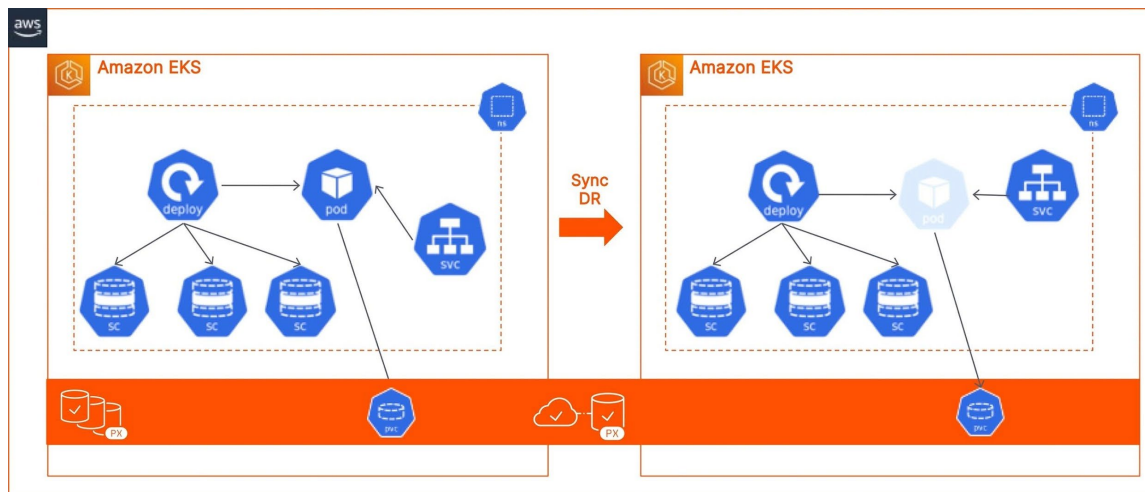 aws
Amazon EKS
ns
deploy
pod
svc
sc
sc
sc
PX
pvc
Sync
DR
PX
Amazon EKS
ns
deploy
pod
svc
sc
sc
sc
pvc